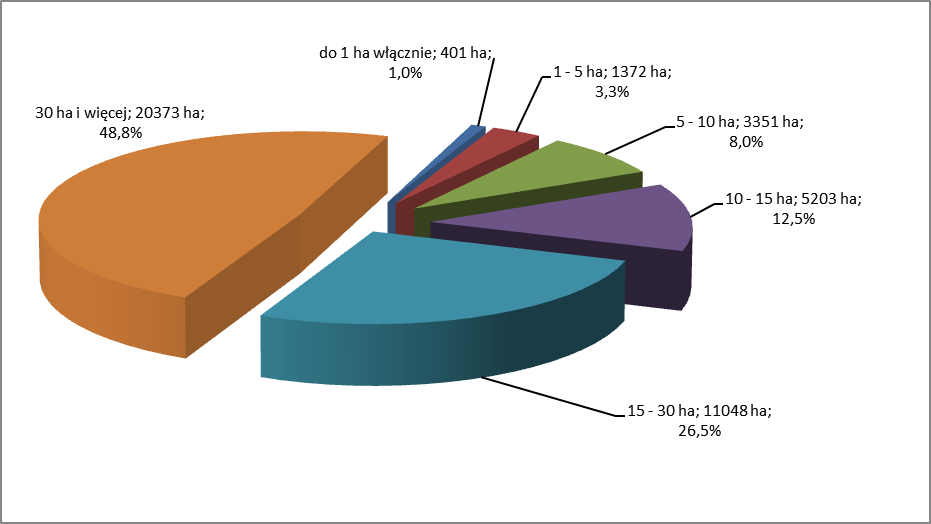 do 1 ha włącznie; 401 ha;
1,0%
1 - 5 ha; 1372 ha;
3,3%
30 ha i więcej; 20373 ha;
48,8%
5 - 10 ha; 3351 ha;
8,0%
10 - 15 ha; 5203 ha;
12,5%
15 - 30 ha; 11048 ha;
26,5%